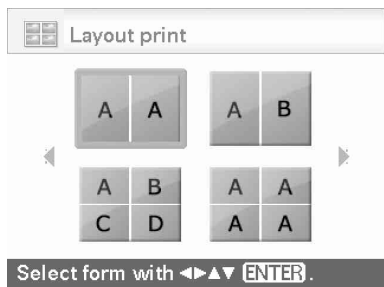 Layout print
A A A B
A B A A
C D A A
Select form with ◄►▲▼ ENTER.